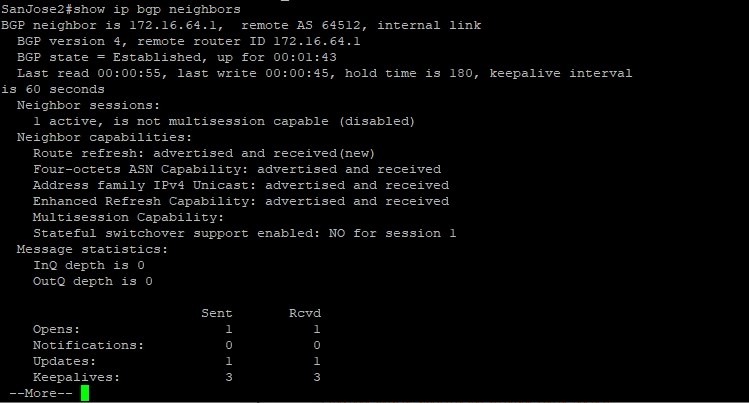 SanJose2#show ip bgp neighbors
BGP neighbor is 172.16.64.1,  remote AS 64512, internal link
  BGP version 4, remote router ID 172.16.64.1
  BGP state = Established, up for 00:01:43
  Last read 00:00:55, last write 00:00:45, hold time is 180, keepalive interval
is 60 seconds
  Neighbor sessions:
    1 active, is not multisession capable (disabled)
  Neighbor capabilities:
    Route refresh: advertised and received(new)
    Four-octets ASN Capability: advertised and received
    Address family IPv4 Unicast: advertised and received
    Enhanced Refresh Capability: advertised and received
    Multisession Capability:
    Stateful switchover support enabled: NO for session 1
  Message statistics:
    InQ depth is 0
    OutQ depth is 0
                         Sent       Rcvd
    Opens:                  1          1
    Notifications:          0          0
    Updates:                1          1
    Keepalives:             3          3
 --More--